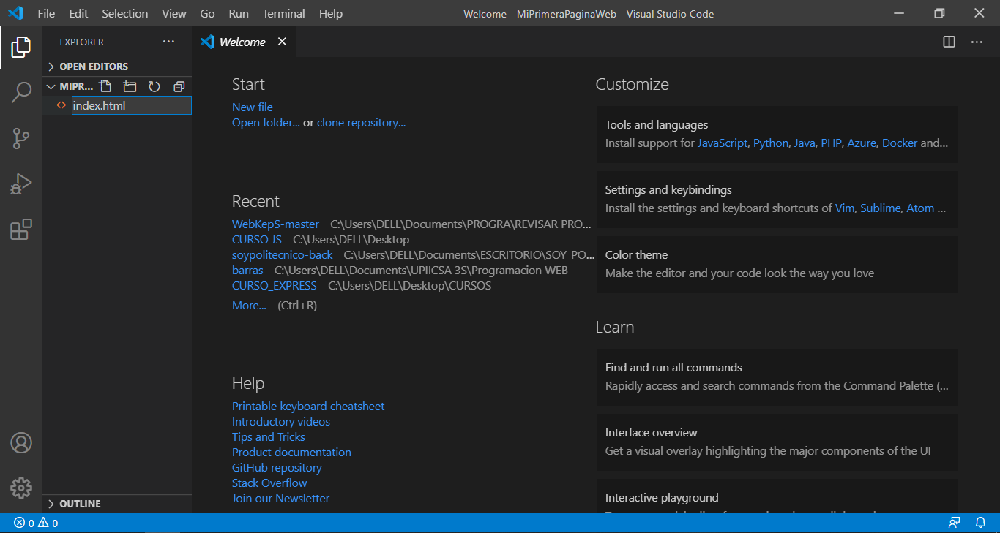 File Edit Selection View Go Run Terminal Help
Welcome - MiPrimeraPaginaWeb - Visual Studio Code
EXPLORER
OPEN EDITORS
MIPR...
index.html
OUTLINE
Welcome
Start
New file
Open folder... or clone repository...
Recent
WebKepS-master C:\Users\DELL\Documents\PROGRA\REVISAR PRO...
CURSO JS C:\Users\DELL\Desktop
soypolitecnico-back C:\Users\DELL\Documents\ESCRITORIO\SOY_PO...
barras C:\Users\DELL\Documents\UPIICSA 3S\Programacion WEB
CURSO_EXPRESS C:\Users\DELL\Desktop\CURSOS
More... (Ctrl+R)
Help
Printable keyboard cheatsheet
Introductory videos
Tips and Tricks
Product documentation
GitHub repository
Stack Overflow
Join our Newsletter
Customize
Tools and languages
Install support for JavaScript, Python, Java, PHP, Azure, Docker and...
Settings and keybindings
Install the settings and keyboard shortcuts of Vim, Sublime, Atom ...
Color theme
Make the editor and your code look the way you love
Learn
Find and run all commands
Rapidly access and search commands from the Command Palette (...
Interface overview
Get a visual overlay highlighting the major components of the UI
Interactive playground
0 0